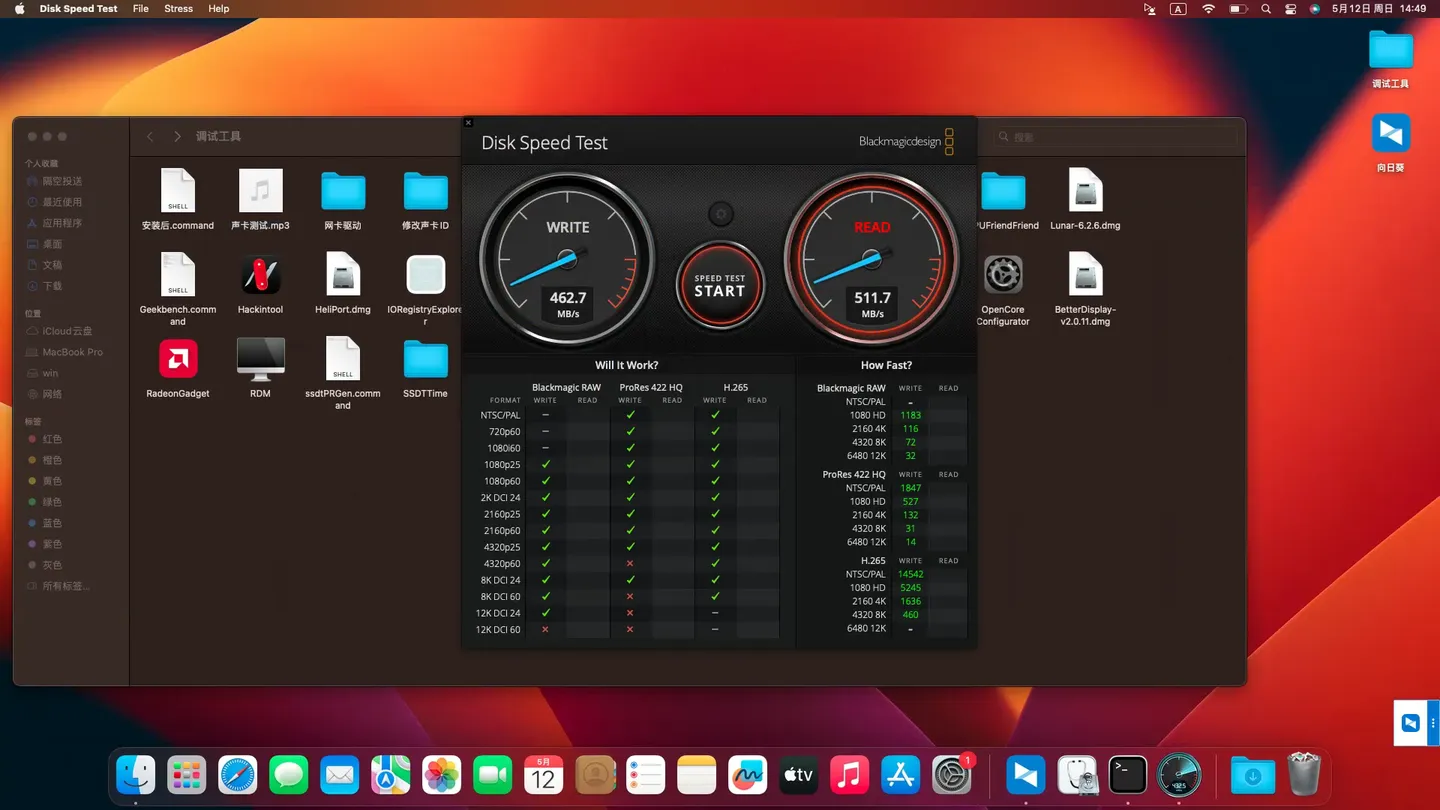 Disk Speed Test File Stress Help
A
5月12日 周日 14:49
调试工具
向日葵
调试工具
搜索
个人收藏
隔空投送
最近使用
应用程序
桌面
文稿
下载
位置
iCloud云盘
MacBook Pro
win
网络
标签
红色
橙色
黄色
绿色
蓝色
紫色
灰色
所有标签...
SHELL
安装后.command
声卡测试.mp3
网卡驱动
修改声卡ID
UFriendFriend
Lunar-6.2.6.dmg
SHELL
Geekbench.comm
and
Hackintool
HeliPort.dmg
IORegistryExplore
r
OpenCore
Configurator
BetterDisplay-
v2.0.11.dmg
RadeonGadget
RDM
SHELL
ssdtPRGen.comm
and
SSDTTime
Disk Speed Test
Blackmagicdesign
WRITE
462.7
MB/s
SPEED TEST
START
READ
511.7
MB/s
Will It Work?
Blackmagic RAW ProRes 422 HQ H.265
FORMAT WRITE READ WRITE READ WRITE READ
NTSC/PAL – ✓ ✓
720p60 – ✓ ✓
1080i60 – ✓ ✓
1080p25 ✓ ✓ ✓
1080p60 ✓ ✓ ✓
2K DCI 24 ✓ ✓ ✓
2160p25 ✓ ✓ ✓
2160p60 ✓ ✓ ✓
4320p25 ✓ ✓ ✓
4320p60 ✓ × ✓
8K DCI 24 ✓ ✓ ✓
8K DCI 60 ✓ × ✓
12K DCI 24 ✓ × –
12K DCI 60 × × –
How Fast?
Blackmagic RAW WRITE READ
NTSC/PAL –
1080 HD 1183
2160 4K 116
4320 8K 72
6480 12K 32
ProRes 422 HQ WRITE READ
NTSC/PAL 1847
1080 HD 527
2160 4K 132
4320 8K 31
6480 12K 14
H.265 WRITE READ
NTSC/PAL 14542
1080 HD 5245
2160 4K 1636
4320 8K 460
6480 12K –
5月
12
tv
1
>_